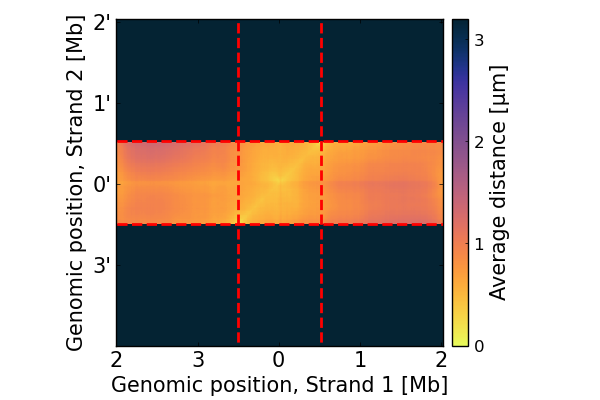 2'
1'
0'
3'
Genomic position, Strand 2 [Mb]
2 3 0 1 2
Genomic position, Strand 1 [Mb]
3
2
1
0
Average distance [μm]